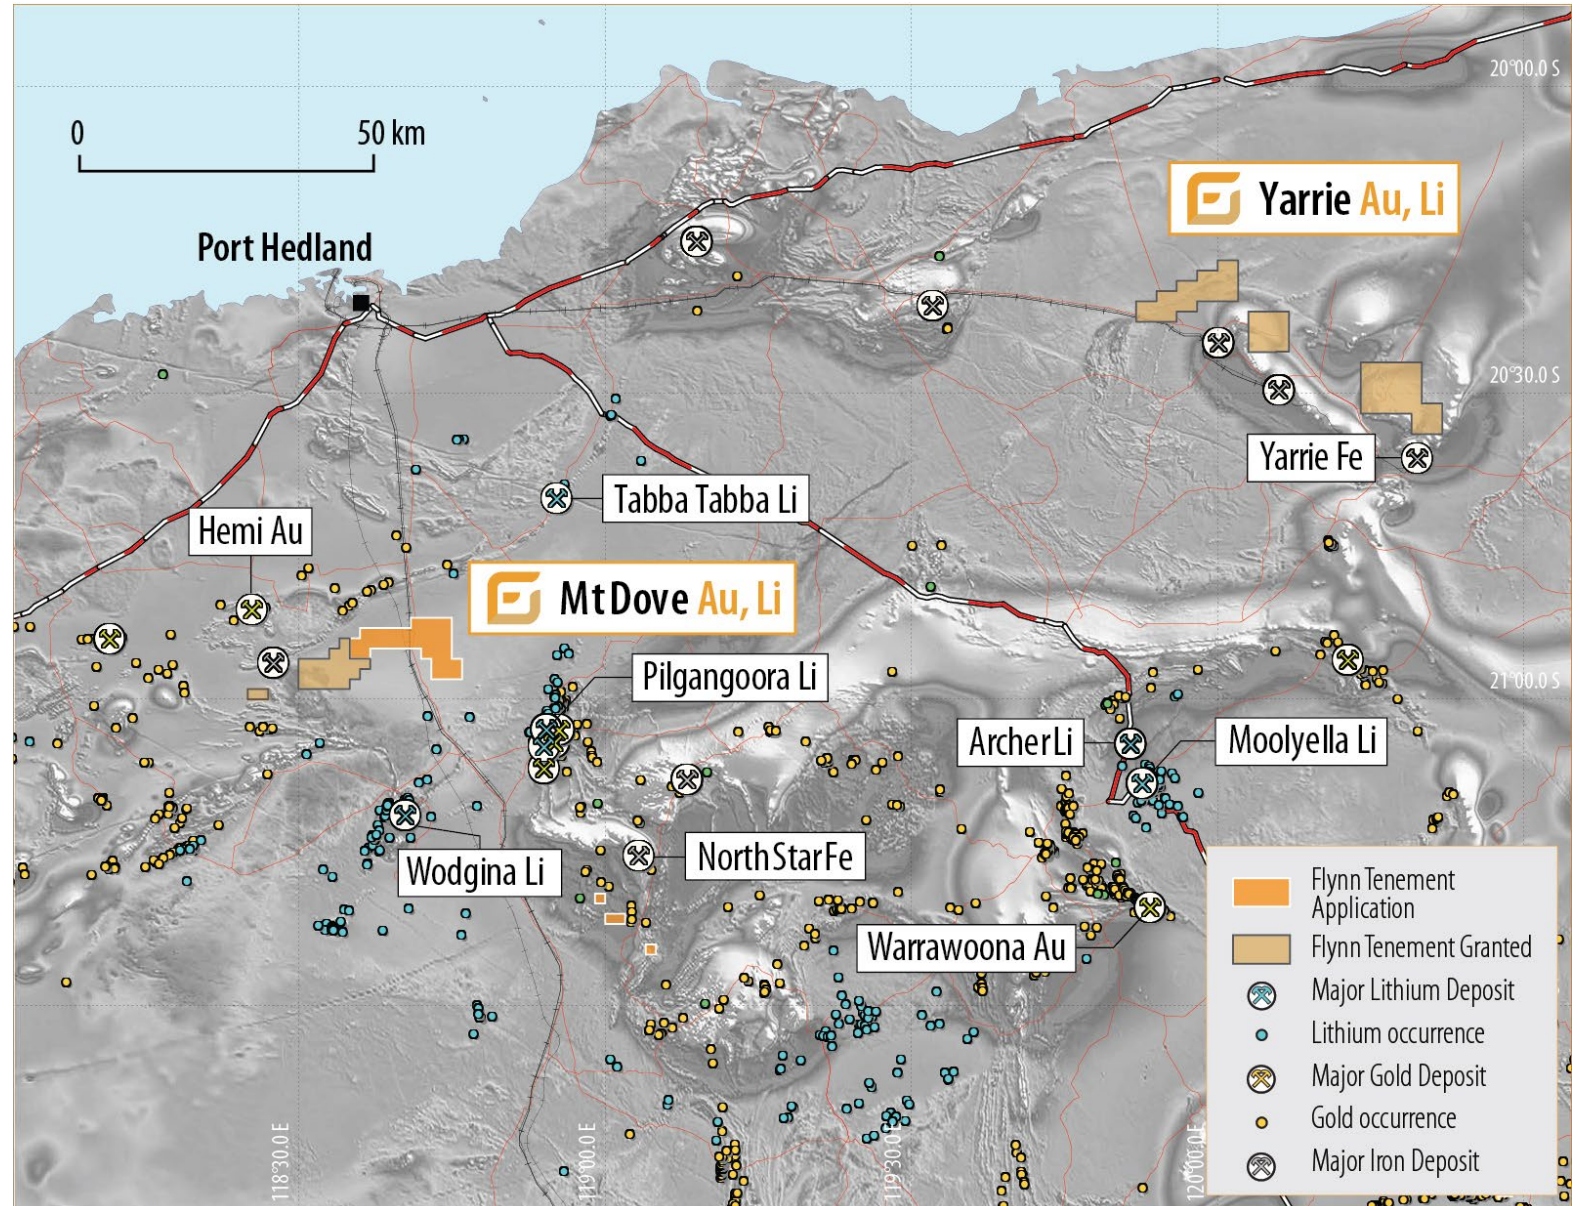 20°00.0 S
0 50 km
Yarrie Au, Li
Port Hedland
20°30.0 S
Yarrie Fe
Tabba Tabba Li
Hemi Au
Mt Dove Au, Li
Pilgangoora Li
21°00.0 S
Archer Li
Moolyella Li
North Star Fe
Wodgina Li
Warrawoona Au
Flynn Tenement
Application
Flynn Tenement Granted
Major Lithium Deposit
Lithium occurrence
Major Gold Deposit
Gold occurrence
Major Iron Deposit
118°30.0 E
119°00.0 E
119°30.0 E
120°00.0 E